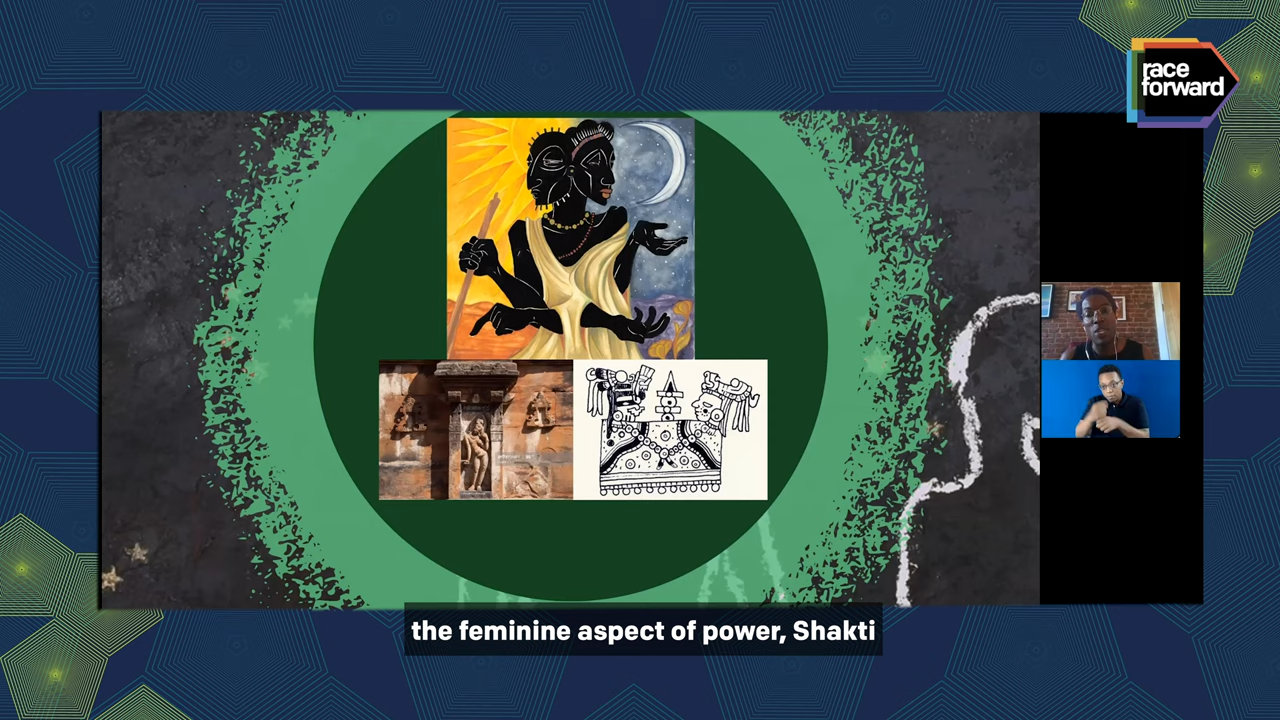 race
forward
the feminine aspect of power, Shakti